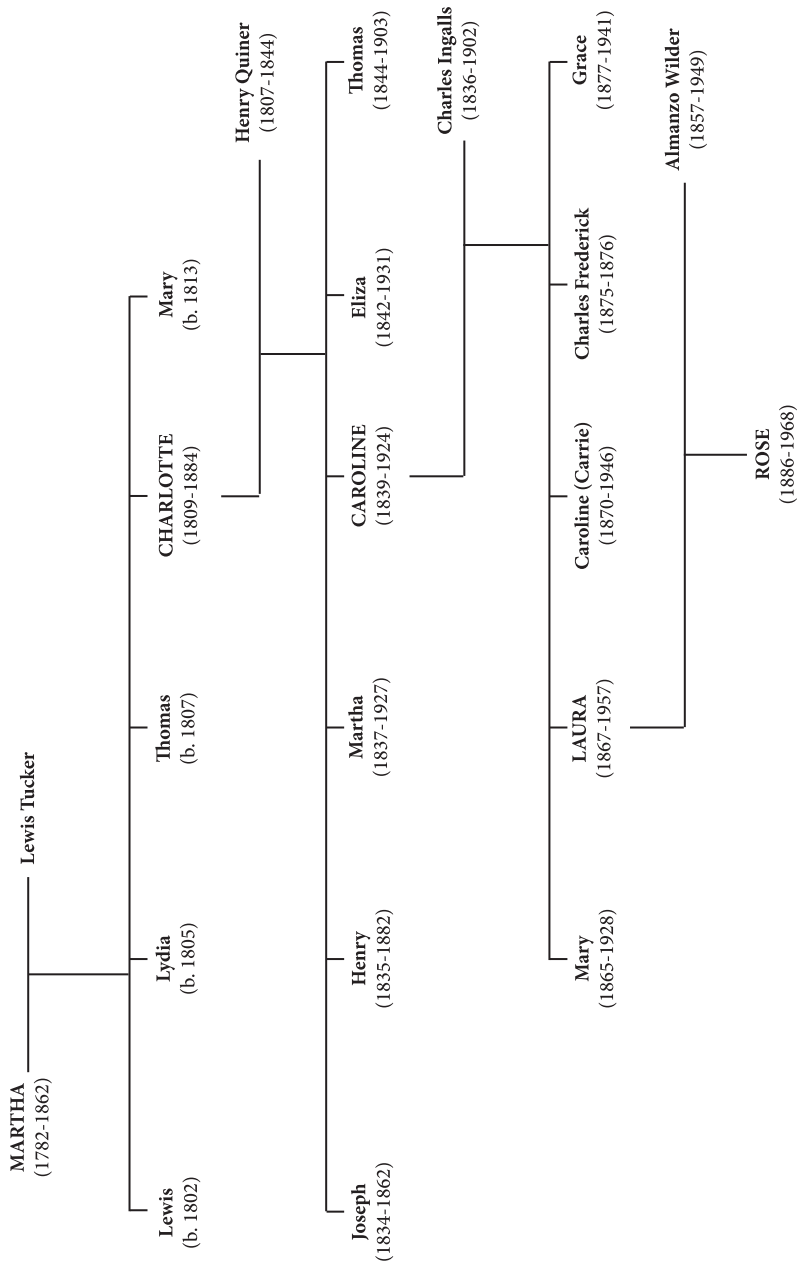 MARTHA
(1782-1862)
Lewis Tucker
Lewis
(b. 1802)
Lydia
(b. 1805)
Thomas
(b. 1807)
CHARLOTTE
(1809-1884)
Mary
(b. 1813)
Henry Quiner
(1807-1844)
Joseph
(1834-1862)
Henry
(1835-1882)
Martha
(1837-1927)
CAROLINE
(1839-1924)
Eliza
(1842-1931)
Thomas
(1844-1903)
Charles Ingalls
(1836-1902)
Mary
(1865-1928)
LAURA
(1867-1957)
Caroline (Carrie)
(1870-1946)
Charles Frederick
(1875-1876)
Grace
(1877-1941)
Almanzo Wilder
(1857-1949)
ROSE
(1886-1968)